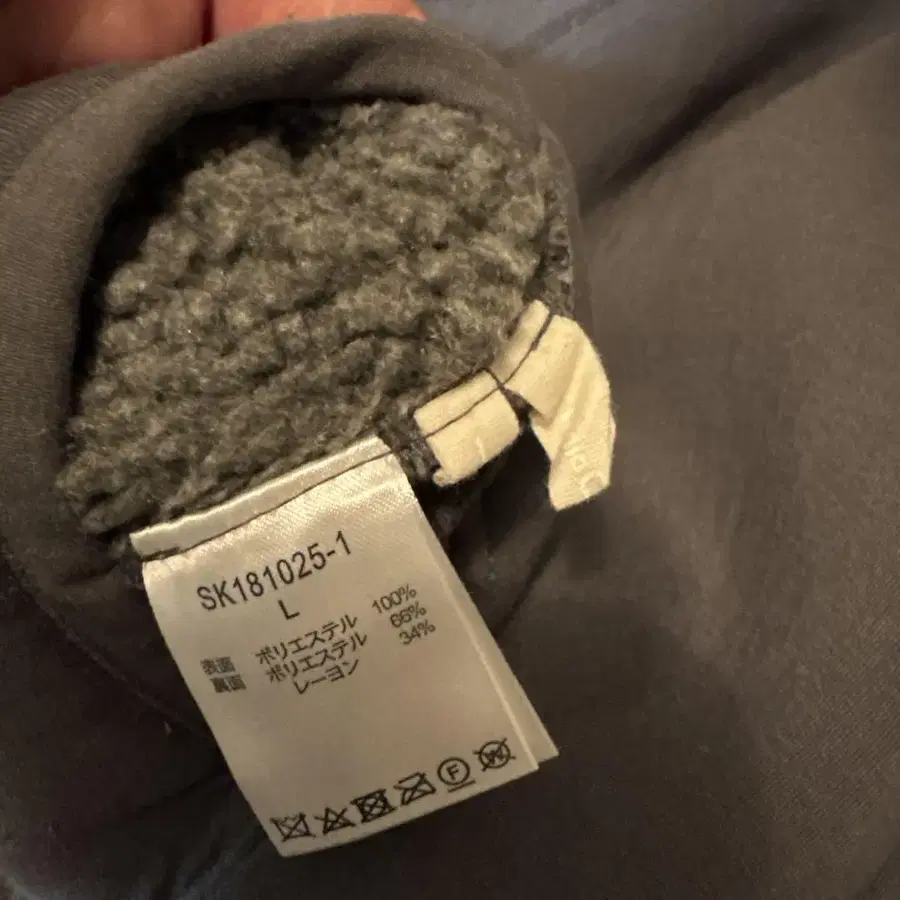 SK181025-1
L
表面 ポリエステル 100%
裏面 ポリエステル 66%
レーヨン 34%
F
W